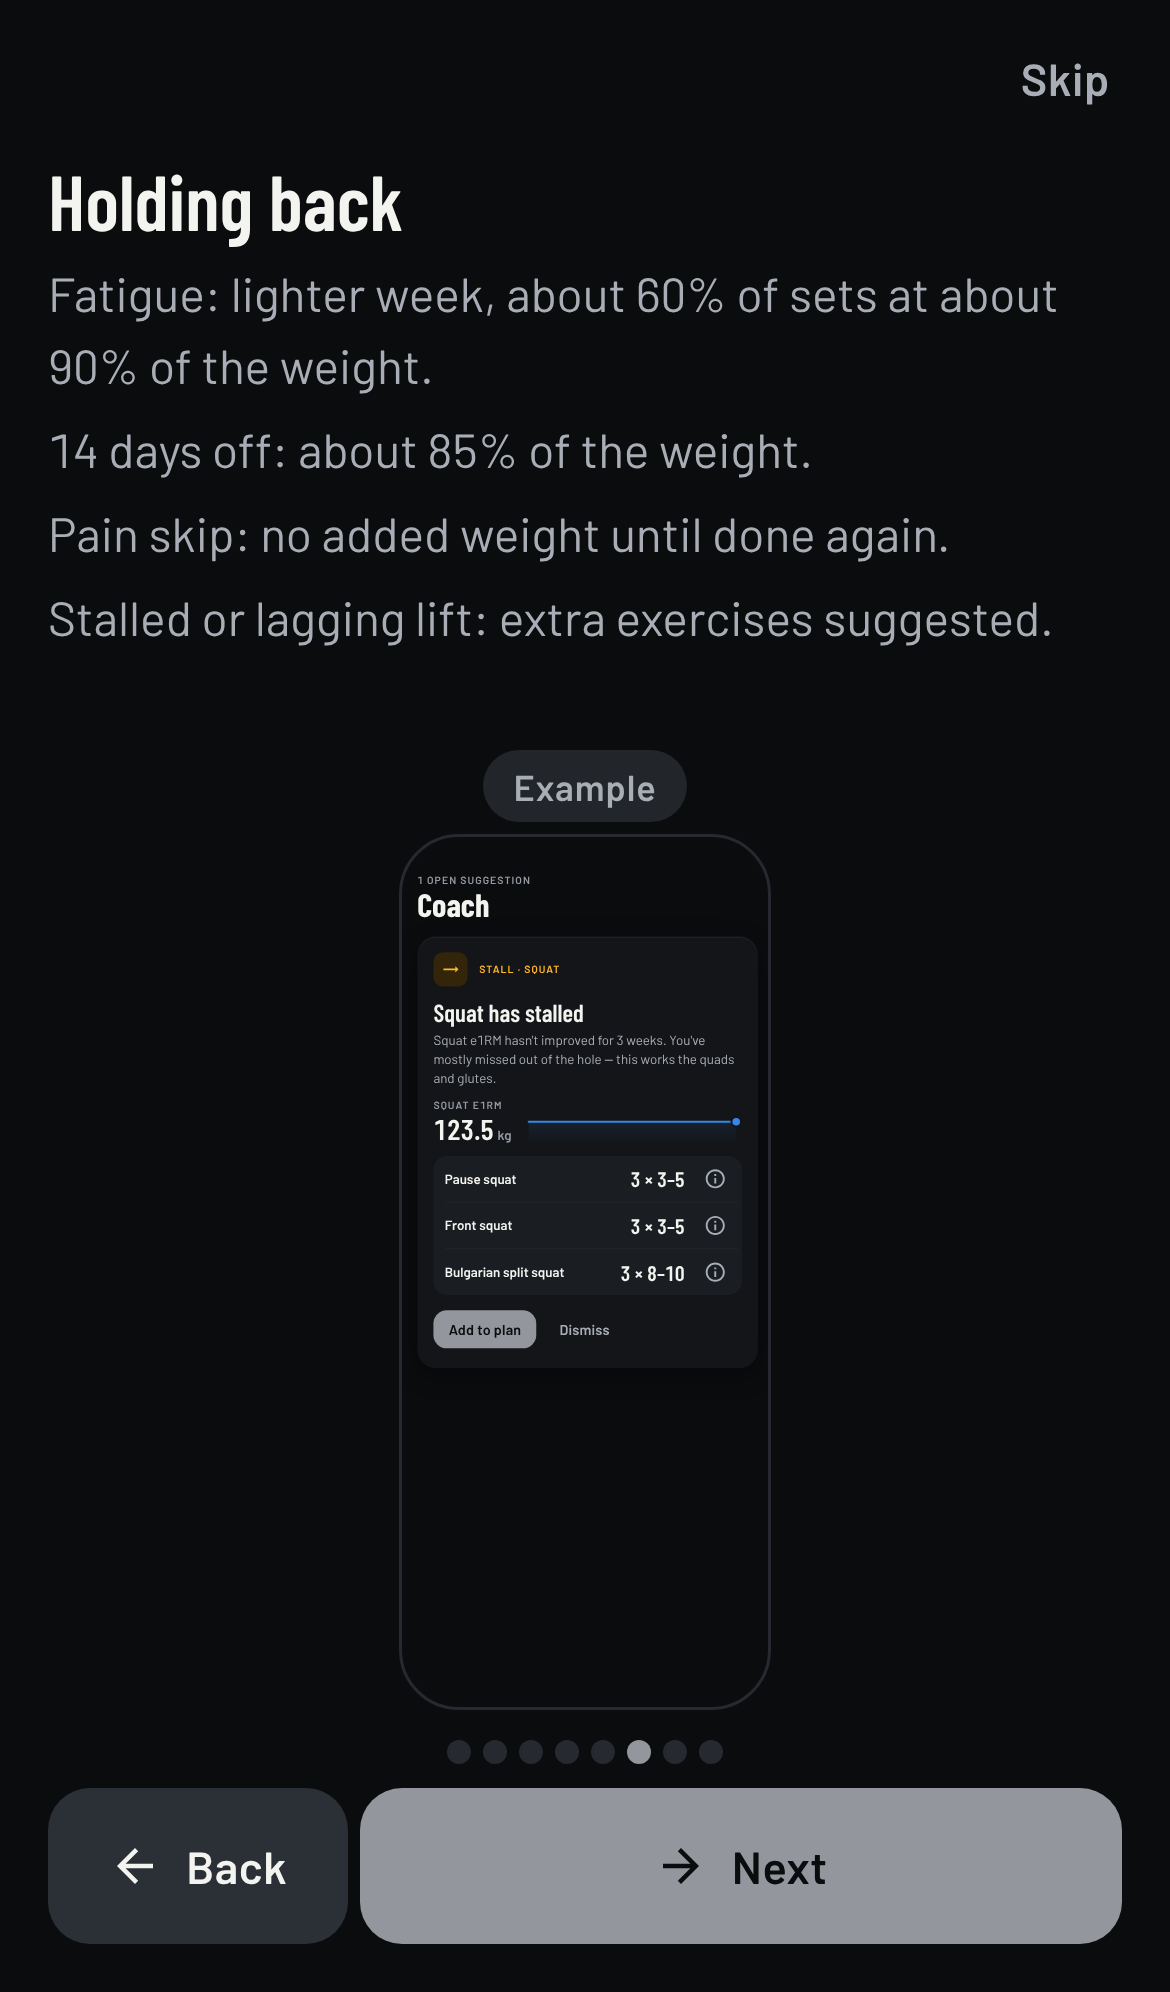 Skip
Holding back
Fatigue: lighter week, about 60% of sets at about
90% of the weight.
14 days off: about 85% of the weight.
Pain skip: no added weight until done again.
Stalled or lagging lift: extra exercises suggested.
Example
1 OPEN SUGGESTION
Coach
STALL · SQUAT
Squat has stalled
Squat e1RM hasn't improved for 3 weeks. You've
mostly missed out of the hole — this works the quads
and glutes.
SQUAT E1RM
123.5 kg
Pause squat 3 × 3–5
Front squat 3 × 3–5
Bulgarian split squat 3 × 8–10
Add to plan Dismiss
Back Next